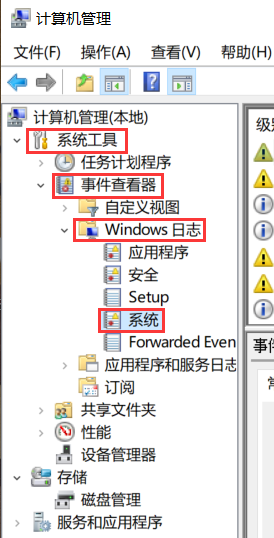 计算机管理
文件(F) 操作(A) 查看(V) 帮助(H)
计算机管理(本地)
系统工具
任务计划程序
事件查看器
自定义视图
Windows 日志
应用程序
安全
Setup
系统
Forwarded Even
应用程序和服务日志
订阅
共享文件夹
性能
设备管理器
存储
磁盘管理
服务和应用程序
级别
事件